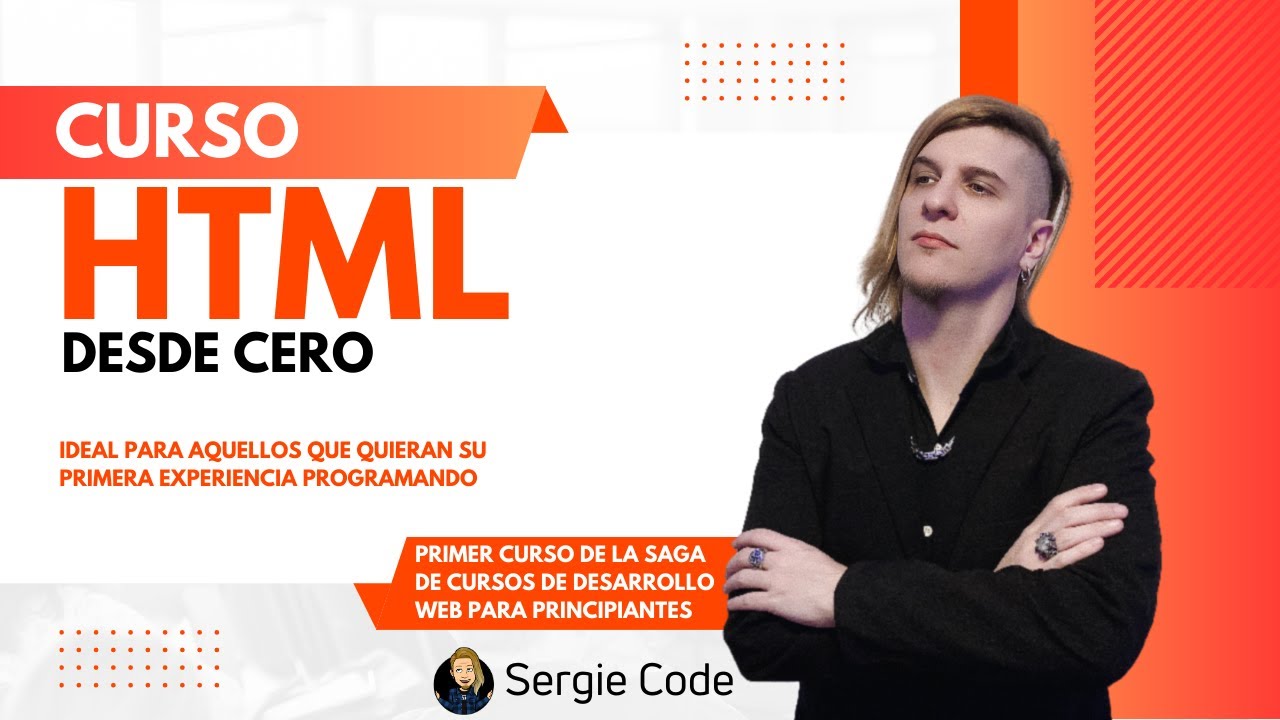 CURSO
HTML
DESDE CERO
IDEAL PARA AQUELLOS QUE QUIERAN SU
PRIMERA EXPERIENCIA PROGRAMANDO
PRIMER CURSO DE LA SAGA
DE CURSOS DE DESARROLLO
WEB PARA PRINCIPIANTES
Sergie Code